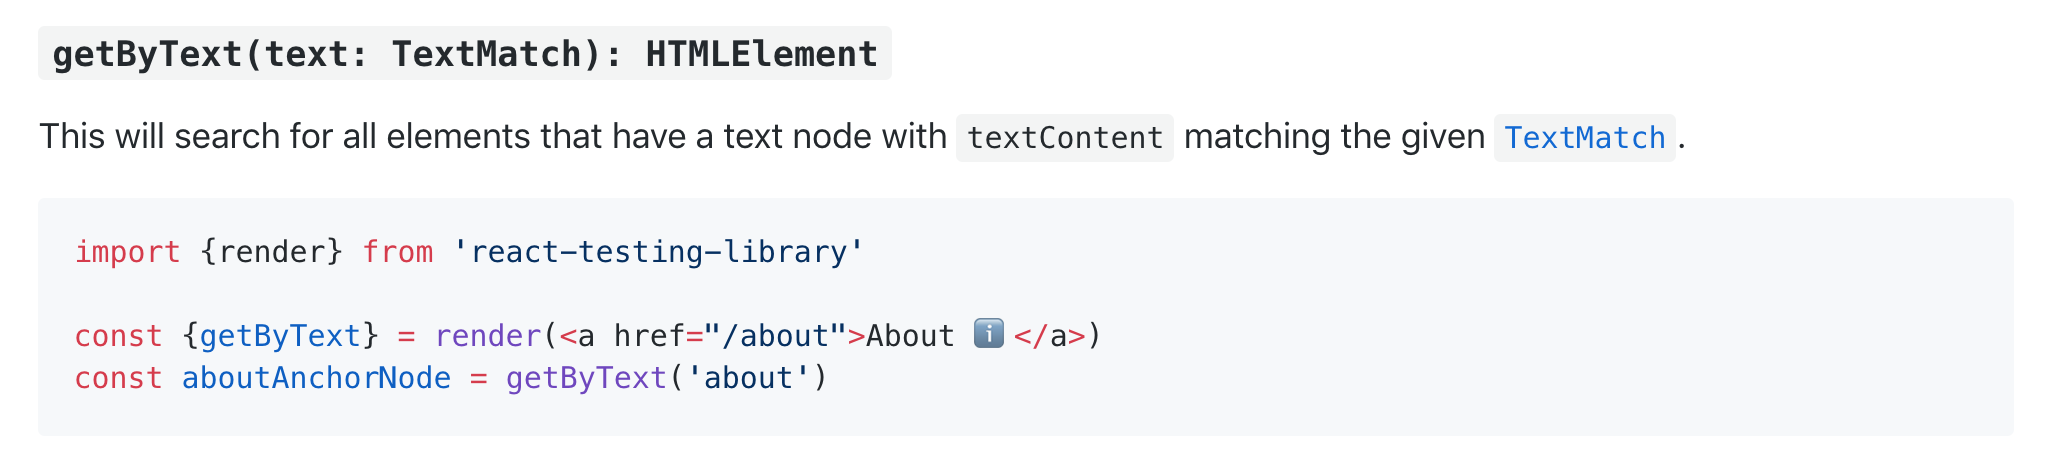 getByText(text: TextMatch): HTMLElement
This will search for all elements that have a text node with textContent matching the given TextMatch.
import {render} from 'react-testing-library'
const {getByText} = render(<a href="/about">About ℹ️</a>)
const aboutAnchorNode = getByText('about')